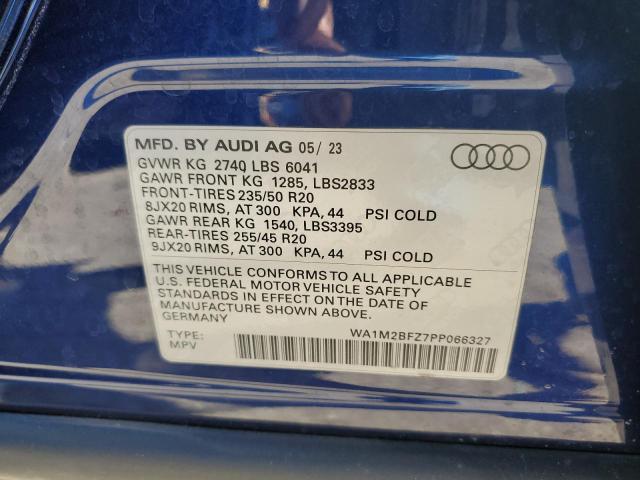 MFD. BY AUDI AG 05/ 23
GVWR KG 2740 LBS 6041
GAWR FRONT KG 1285, LBS2833
FRONT-TIRES 235/50 R20
8JX20 RIMS, AT 300 KPA, 44 PSI COLD
GAWR REAR KG 1540, LBS3395
REAR-TIRES 255/45 R20
9JX20 RIMS, AT 300 KPA, 44 PSI COLD
THIS VEHICLE CONFORMS TO ALL APPLICABLE
U.S. FEDERAL MOTOR VEHICLE SAFETY
STANDARDS IN EFFECT ON THE DATE OF
MANUFACTURE SHOWN ABOVE.
GERMANY
WA1M2BFZ7PP066327
TYPE:
MPV